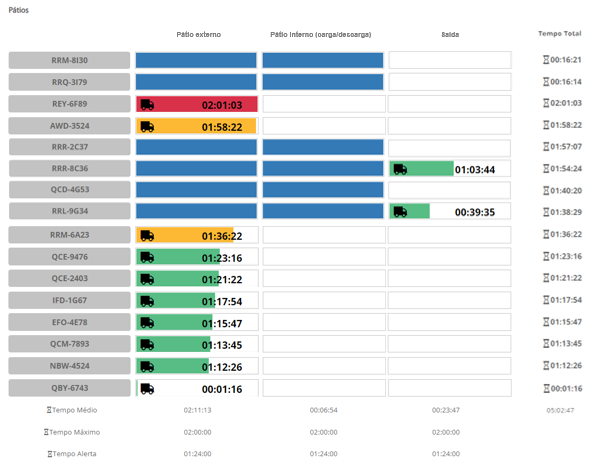 Pátios
Pátio externo Pátio Interno (carga/descarga) Saída Tempo Total
RRM-8I30 00:16:21
RRQ-3I79 00:16:14
REY-6F89 02:01:03 02:01:03
AWD-3524 01:58:22 01:58:22
RRR-2C37 01:57:07
RRR-8C36 01:03:44 01:54:24
QCD-4G53 01:40:20
RRL-9G34 00:39:35 01:38:29
RRM-6A23 01:36:22 01:36:22
QCE-9476 01:23:16 01:23:16
QCE-2403 01:21:22 01:21:22
IFD-1G67 01:17:54 01:17:54
EFO-4E78 01:15:47 01:15:47
QCM-7893 01:13:45 01:13:45
NBW-4524 01:12:26 01:12:26
QBY-6743 00:01:16 00:01:16
Tempo Médio 02:11:13 00:06:54 00:23:47 05:02:47
Tempo Máximo 02:00:00 02:00:00 02:00:00
Tempo Alerta 01:24:00 01:24:00 01:24:00